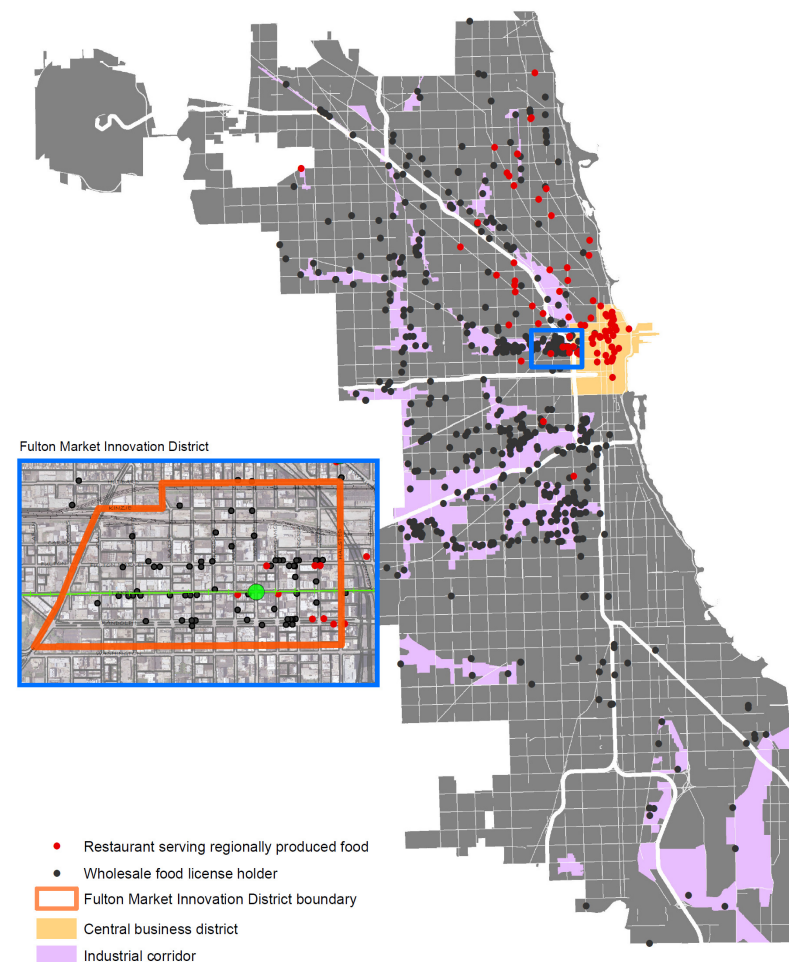 Fulton Market Innovation District
KINZIE
Restaurant serving regionally produced food
Wholesale food license holder
Fulton Market Innovation District boundary
Central business district
Industrial corridor